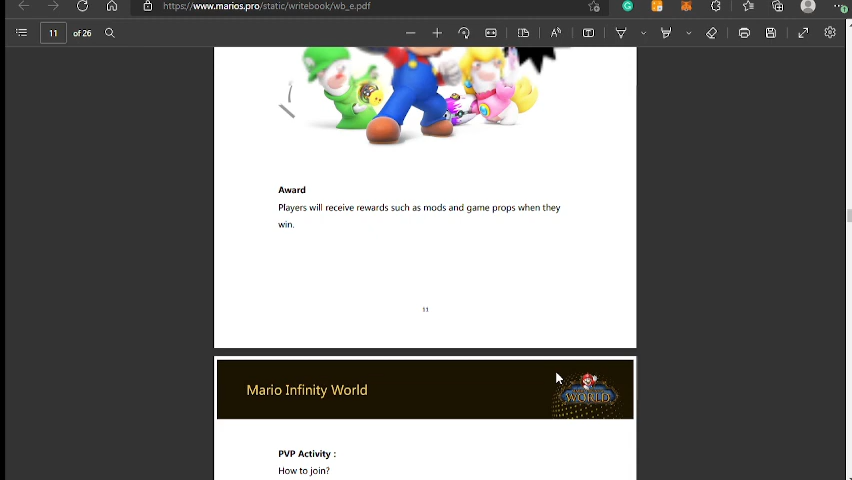 https://www.marios.pro/static/writebook/wb_e.pdf
11 of 26
Award
Players will receive rewards such as mods and game props when they
win.
11
Mario Infinity World
WORLD
PVP Activity :
How to join?